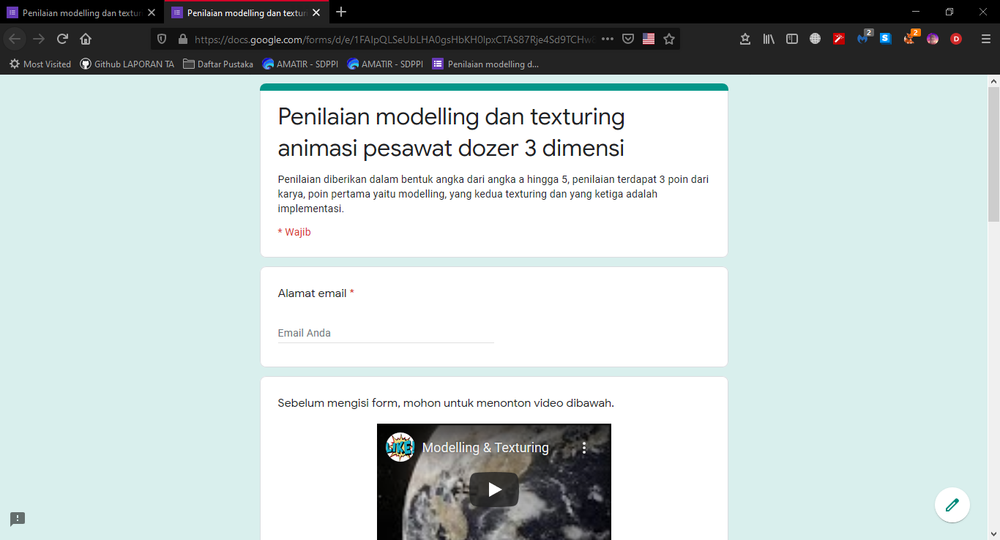 Penilaian modelling dan textur
Penilaian modelling dan textur
https://docs.google.com/forms/d/e/1FAIpQLSeUbLHA0gsHbKH0lpxCTAS87Rje4Sd9TCHw
2
S
2
D
Most Visited
Github LAPORAN TA
Daftar Pustaka
AMATIR - SDPPI
AMATIR - SDPPI
Penilaian modelling d...
Penilaian modelling dan texturing
animasi pesawat dozer 3 dimensi
Penilaian diberikan dalam bentuk angka dari angka a hingga 5, penilaian terdapat 3 poin dari
karya, poin pertama yaitu modelling, yang kedua texturing dan yang ketiga adalah
implementasi.
* Wajib
Alamat email *
Email Anda
Sebelum mengisi form, mohon untuk menonton video dibawah.
LIKE!
Modelling & Texturing